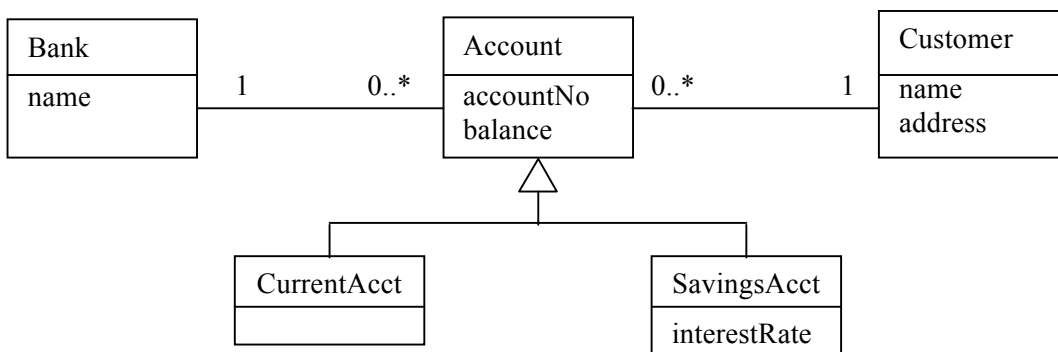 Bank
name
1
0..*
Account
accountNo
balance
0..*
1
Customer
name
address
CurrentAcct
SavingsAcct
interestRate